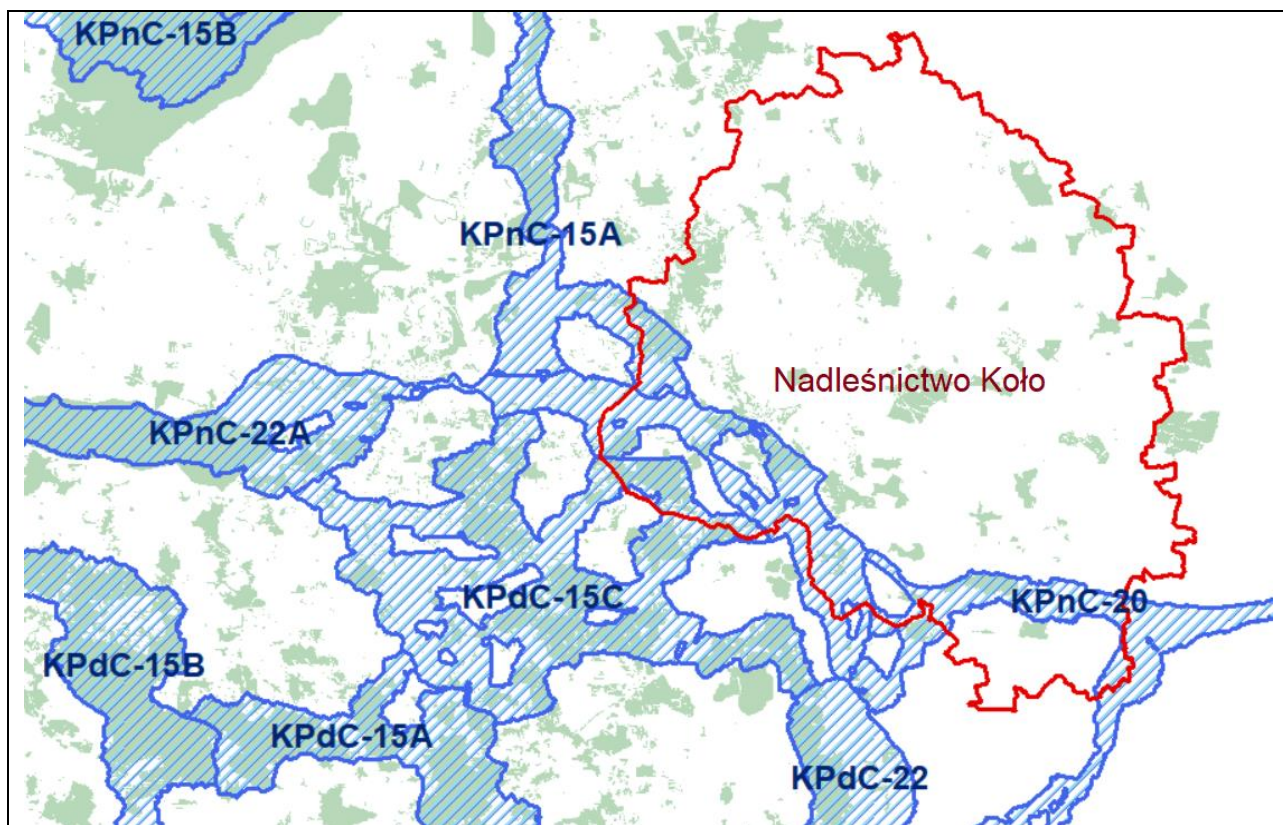 KPnC-15B
KPnC-15A
Nadleśnictwo Koło
KPnC-22A
KPdC-15C
KPnC-20
KPdC-15B
KPdC-15A
KPdC-22